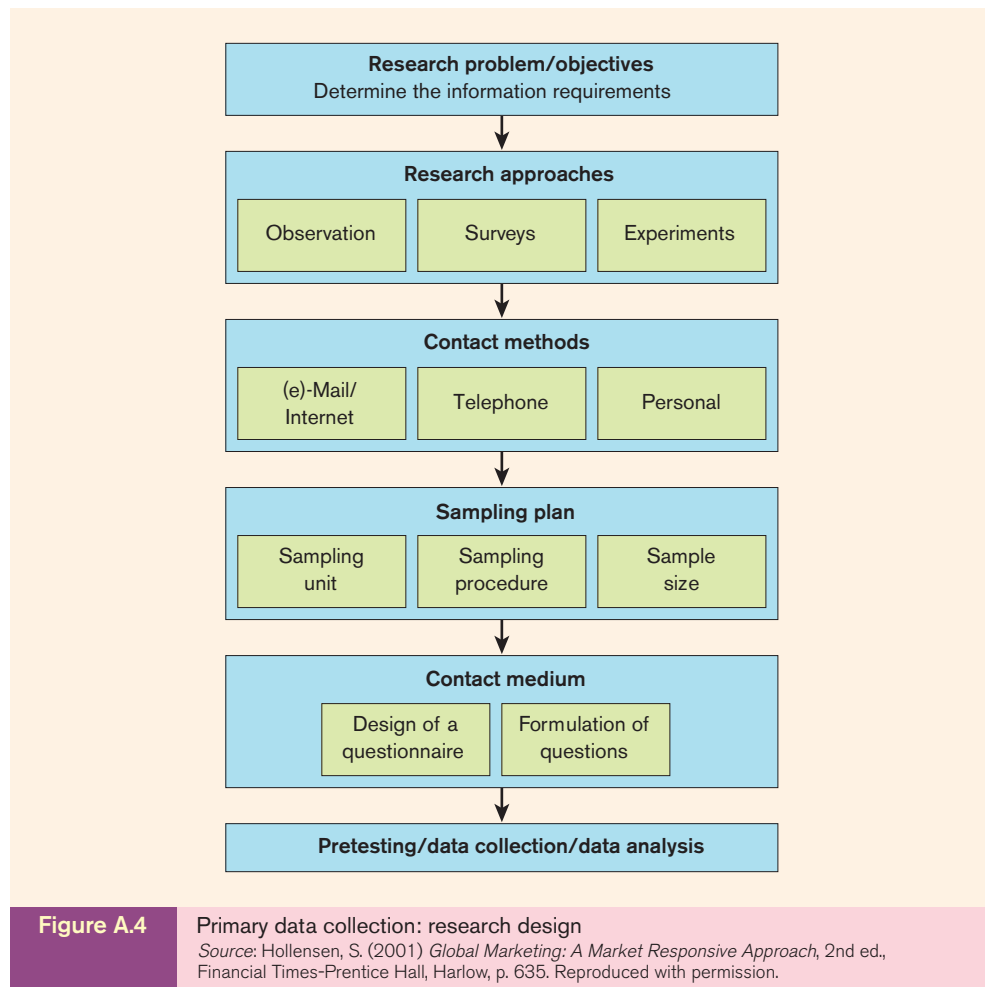 Research problem/objectives
Determine the information requirements
Research approaches
Observation
Surveys
Experiments
Contact methods
(e)-Mail/
Internet
Telephone
Personal
Sampling plan
Sampling
unit
Sampling
procedure
Sample
size
Contact medium
Design of a
questionnaire
Formulation of
questions
Pretesting/data collection/data analysis
Figure A.4
Primary data collection: research design
Source: Hollensen, S. (2001) Global Marketing: A Market Responsive Approach, 2nd ed.,
Financial Times-Prentice Hall, Harlow, p. 635. Reproduced with permission.